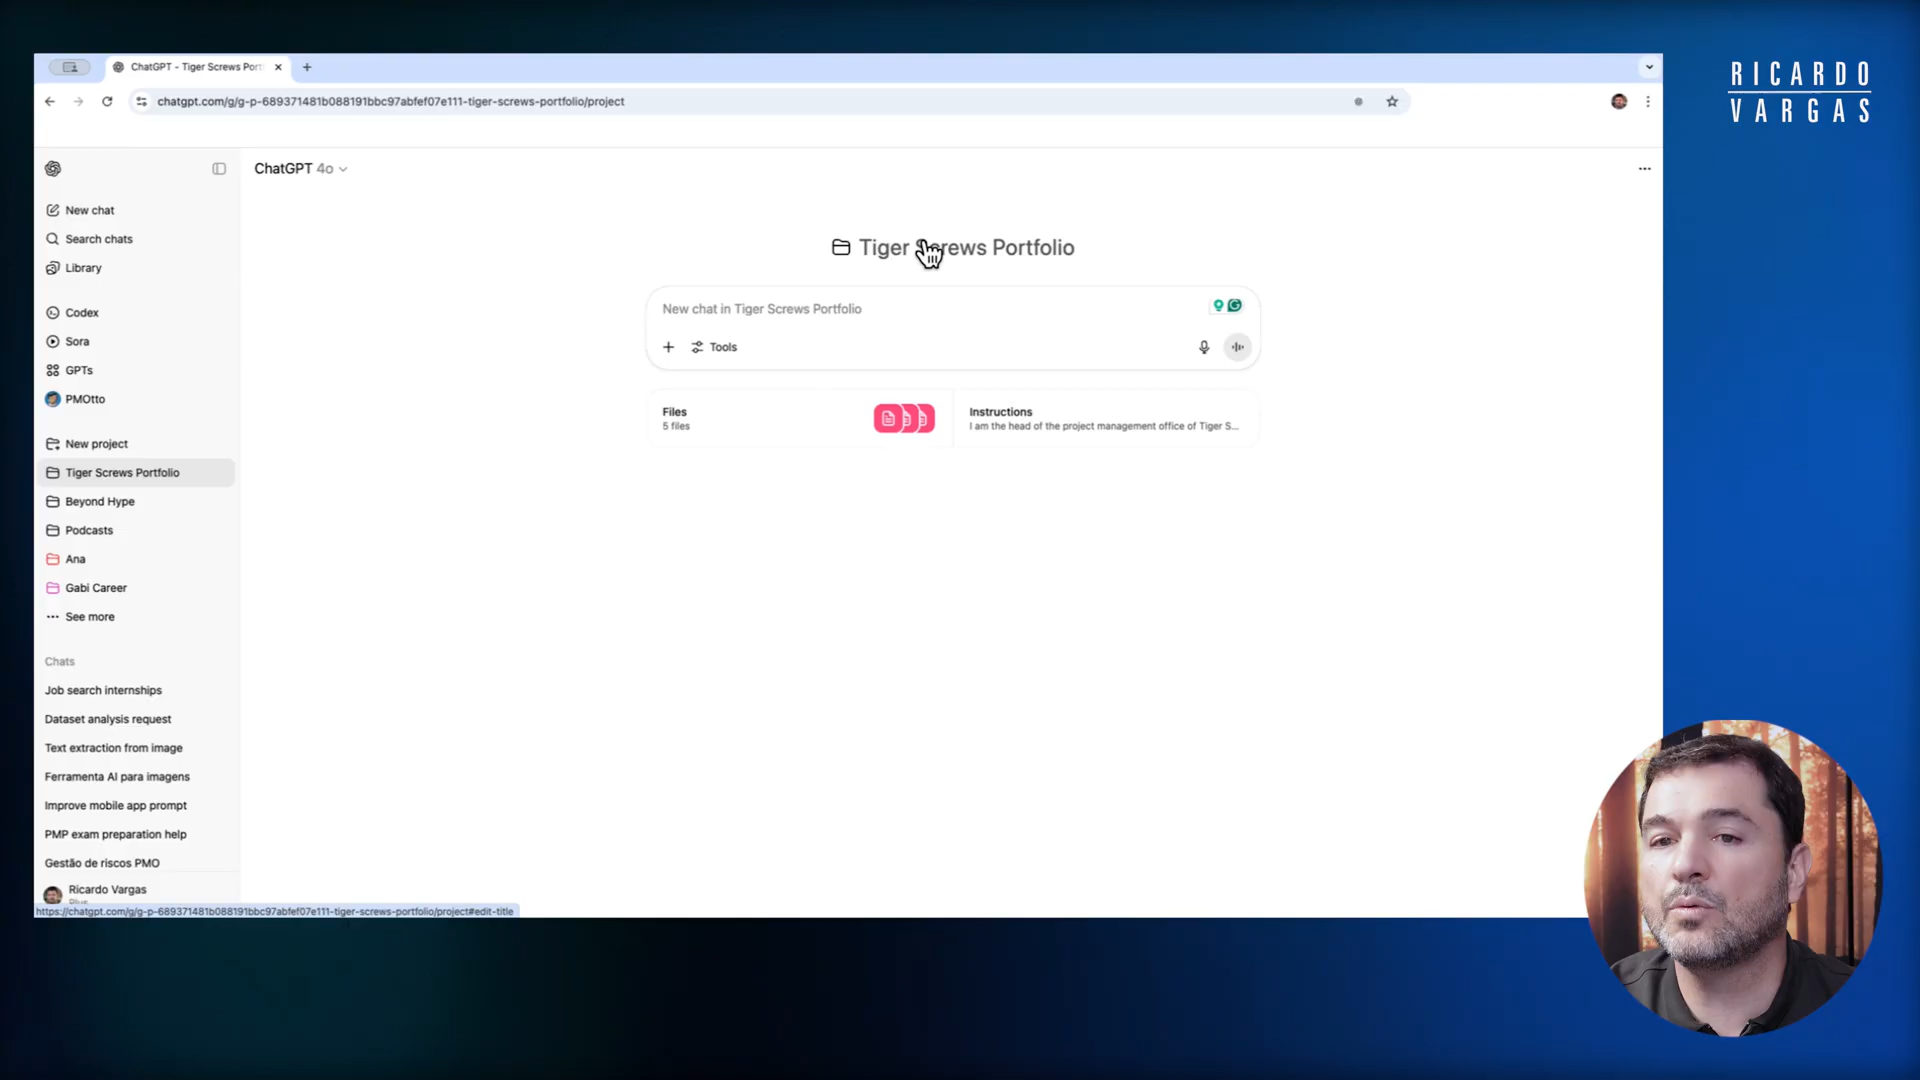 RICARDO
VARGAS
ChatGPT - Tiger Screws Port
chatgpt.com/g/g-p-689371481b088191bbc97abfef07e111-tiger-screws-portfolio/project
ChatGPT 4o
New chat
Search chats
Library
Codex
Sora
GPTs
PMOtto
New project
Tiger Screws Portfolio
Beyond Hype
Podcasts
Ana
Gabi Career
See more
Chats
Job search internships
Dataset analysis request
Text extraction from image
Ferramenta AI para imagens
Improve mobile app prompt
PMP exam preparation help
Gestão de riscos PMO
Ricardo Vargas
Plus
https://chatgpt.com/g/g-p-689371481b088191bbc97abfef07e111-tiger-screws-portfolio/project#edit-title
Tiger Screws Portfolio
New chat in Tiger Screws Portfolio
Tools
Files
5 files
Instructions
I am the head of the project management office of Tiger S...